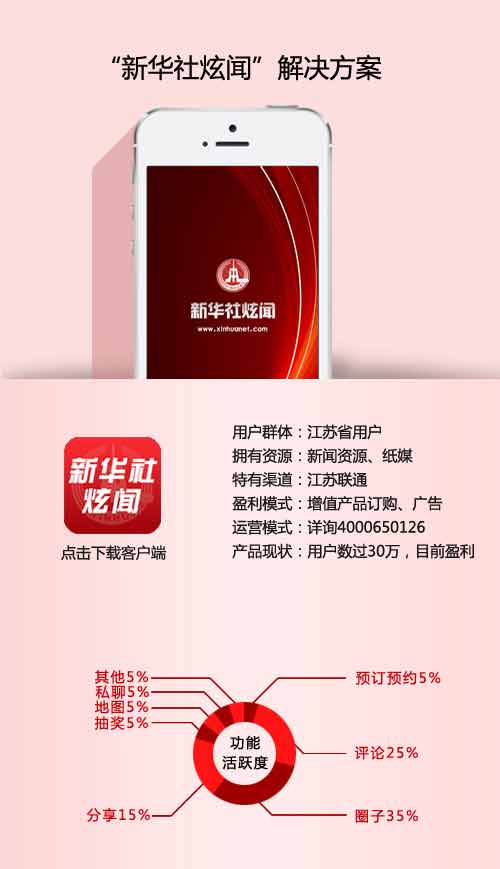 “新华社炫闻”解决方案
新华社炫闻
www.xinhuanet.com
新华社
炫闻
点击下载客户端
用户群体：江苏省用户
拥有资源：新闻资源、纸媒
特有渠道：江苏联通
盈利模式：增值产品订购、广告
运营模式：详询4000650126
产品现状：用户数过30万，目前盈利
其他5%
私聊5%
地图5%
抽奖5%
分享15%
功能
活跃度
预订预约5%
评论25%
圈子35%